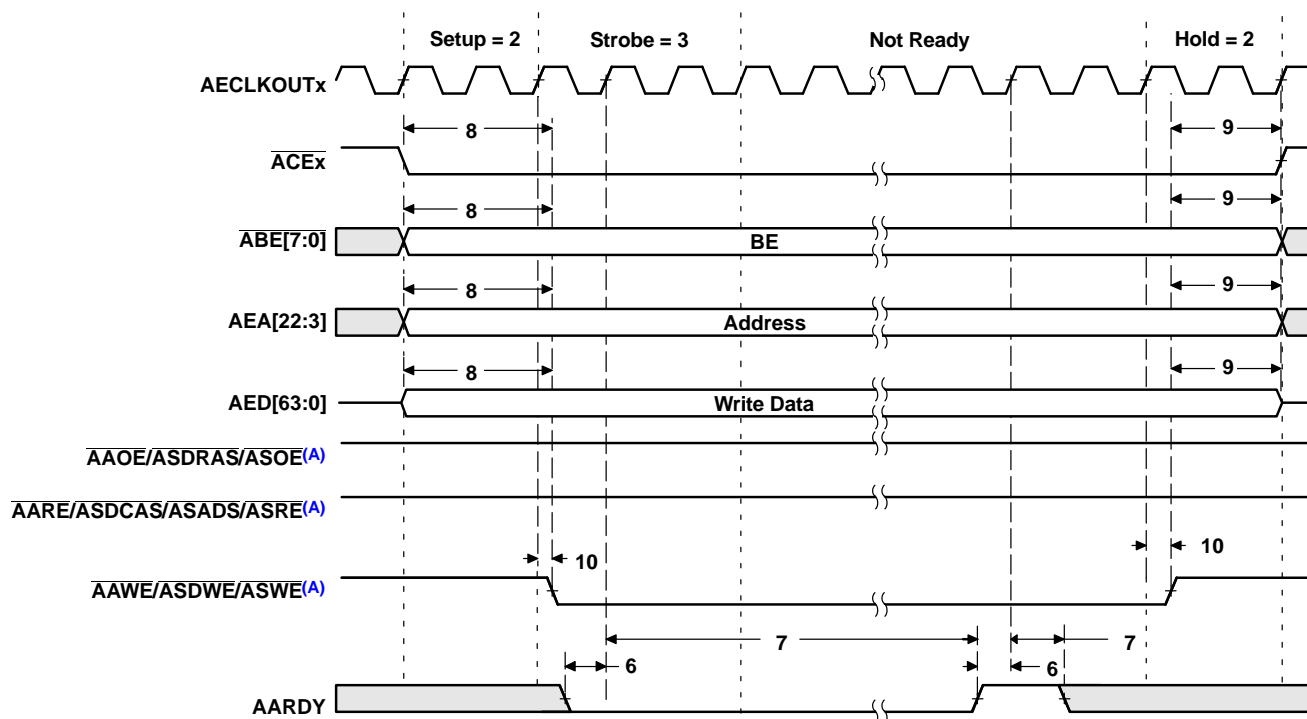 Setup = 2 Strobe = 3 Not Ready Hold = 2
AECLKOUTx
8 9
ACEx
8 9
ABE[7:0] BE
8 9
AEA[22:3] Address
8 9
AED[63:0] Write Data
AAOE/ASDRAS/ASOE(A)
AARE/ASDCAS/ASADS/ASRE(A)
10 10
AAWE/ASDWE/ASWE(A)
7 7
6 6
AARDY